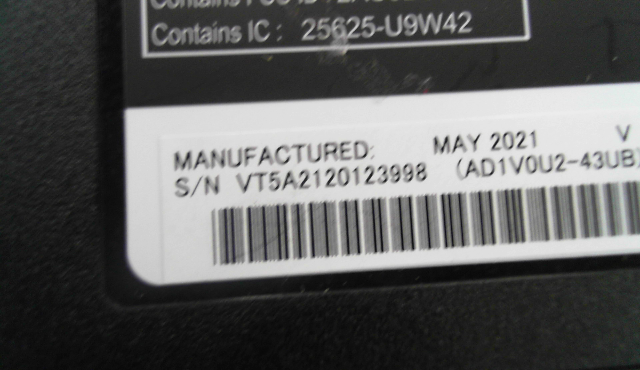 Contains IC : 25625-U9W42
MANUFACTURED: MAY 2021 V
S/N VT5A2120123998 (AD1V0U2-43UB)